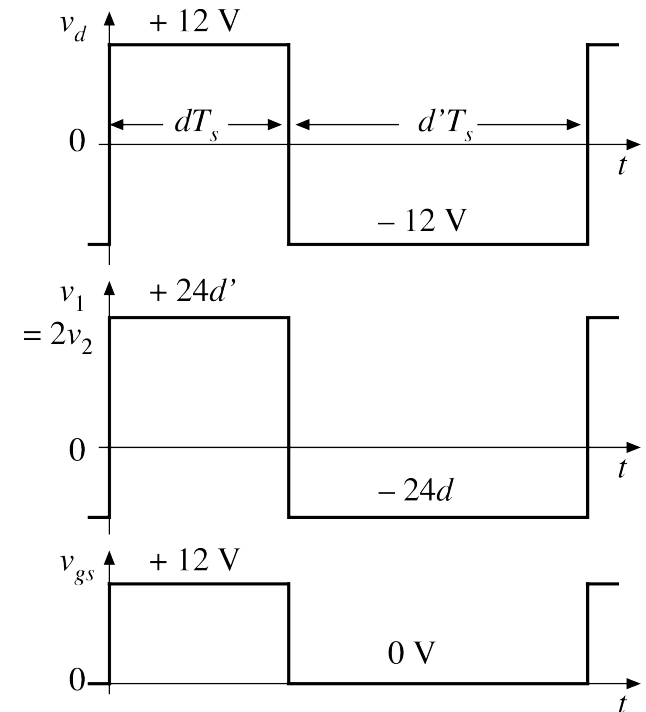 v_d + 12 V
0 dT_s d’T_s
t
– 12 V
v_1 + 24d’
= 2v_2
0
t
– 24d
v_gs + 12 V
0 V
0
t